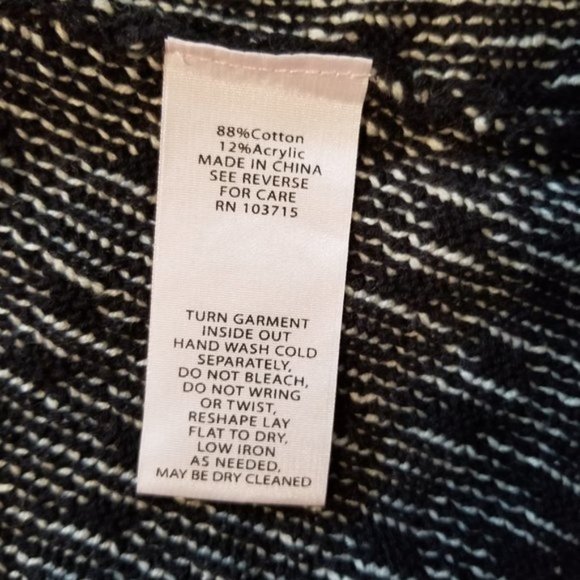 88%Cotton
12%Acrylic
MADE IN CHINA
SEE REVERSE
FOR CARE
RN 103715
TURN GARMENT
INSIDE OUT
HAND WASH COLD
SEPARATELY,
DO NOT BLEACH,
DO NOT WRING
OR TWIST,
RESHAPE LAY
FLAT TO DRY,
LOW IRON
AS NEEDED,
MAY BE DRY CLEANED